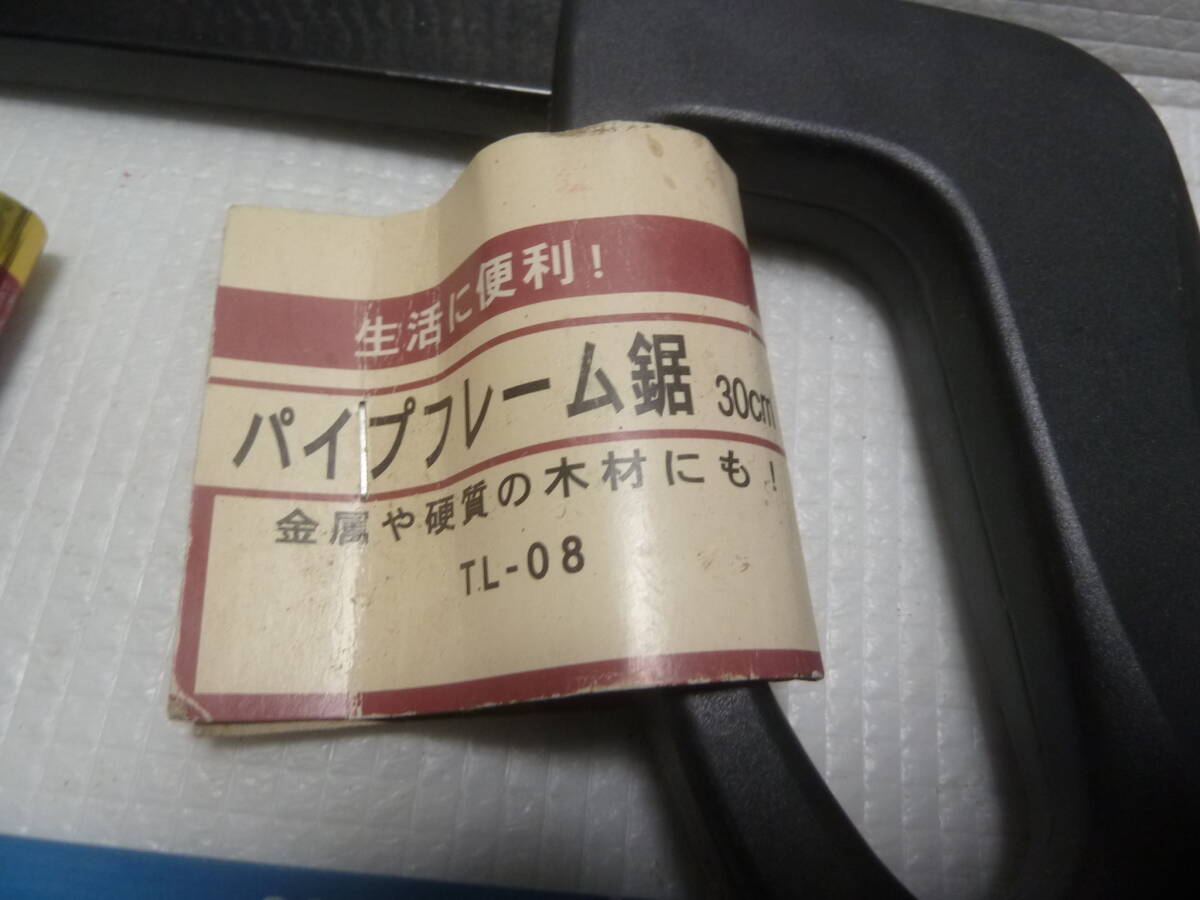 生活に便利！
パイプフレーム鋸 30cm
金属や硬質の木材にも！
TL-08